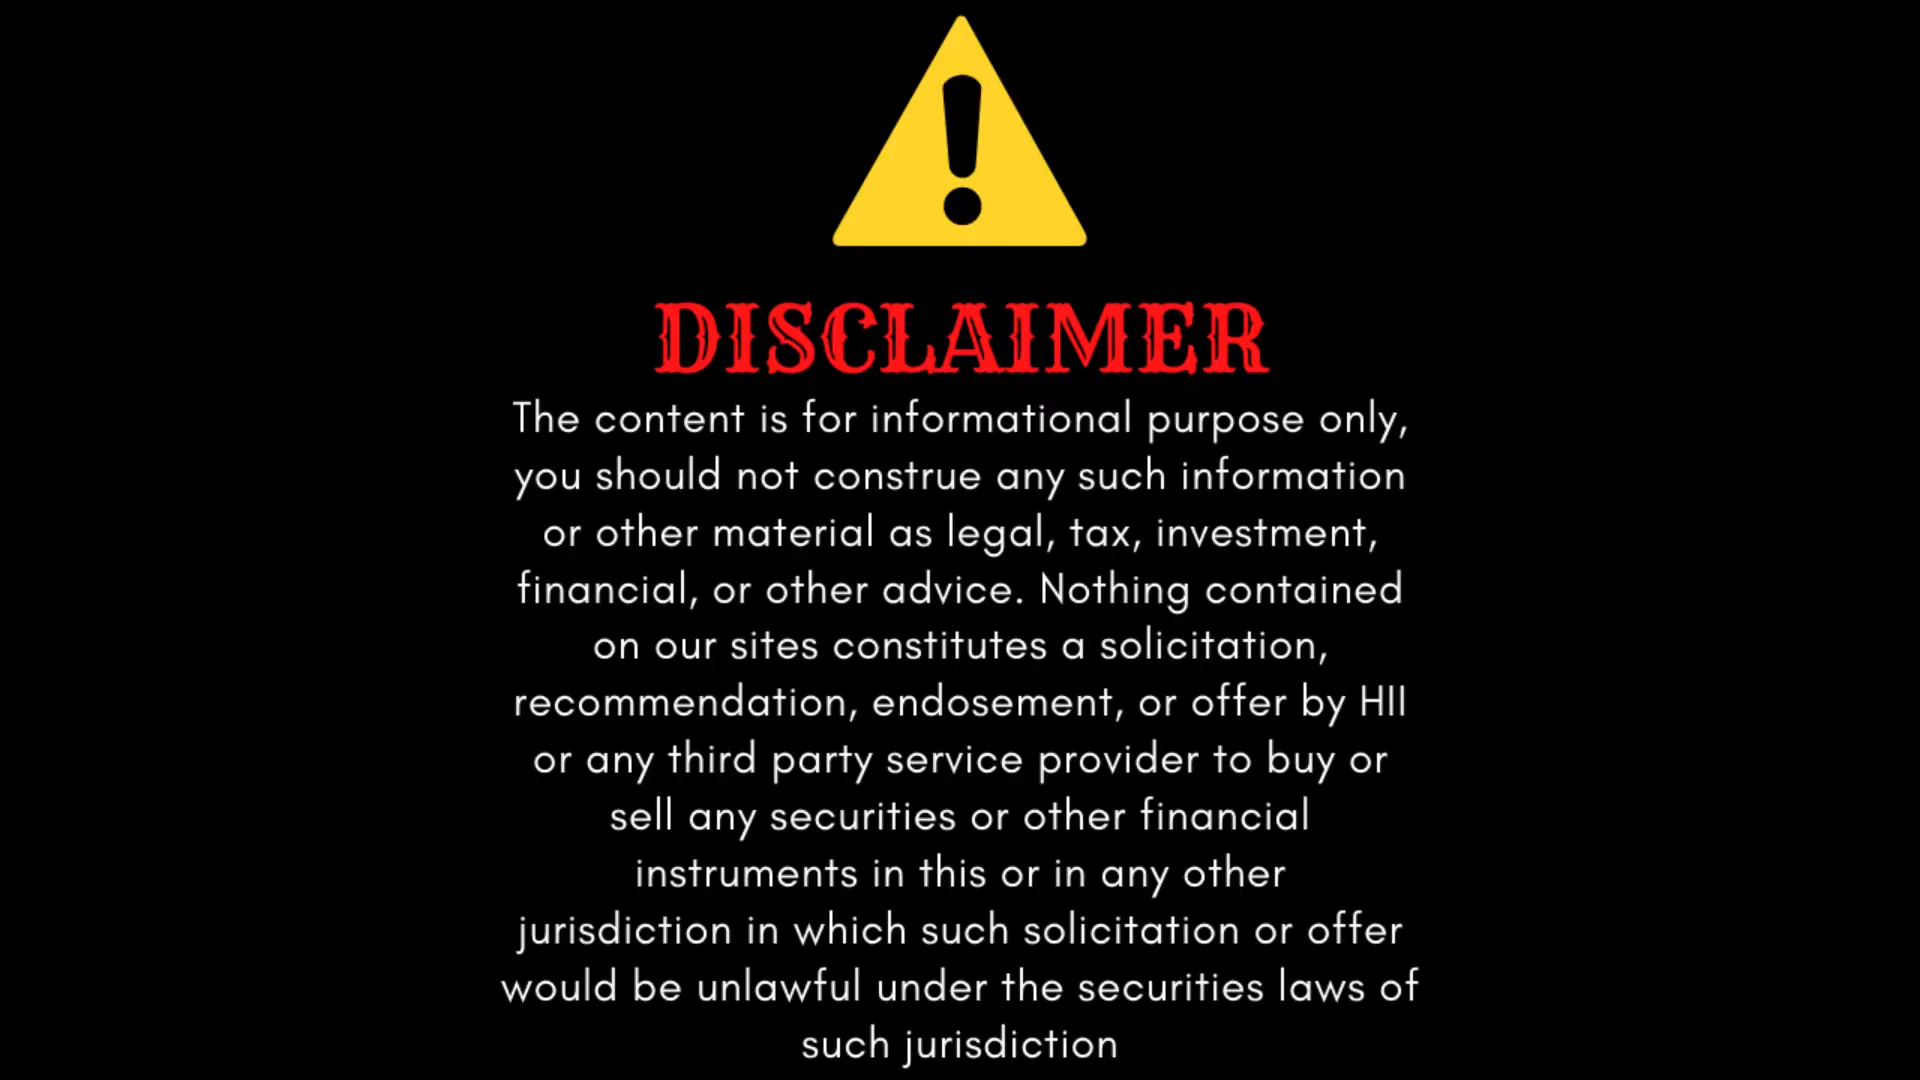 DISCLAIMER
The content is for informational purpose only,
you should not construe any such information
or other material as legal, tax, investment,
financial, or other advice. Nothing contained
on our sites constitutes a solicitation,
recommendation, endosement, or offer by HII
or any third party service provider to buy or
sell any securities or other financial
instruments in this or in any other
jurisdiction in which such solicitation or offer
would be unlawful under the securities laws of
such jurisdiction